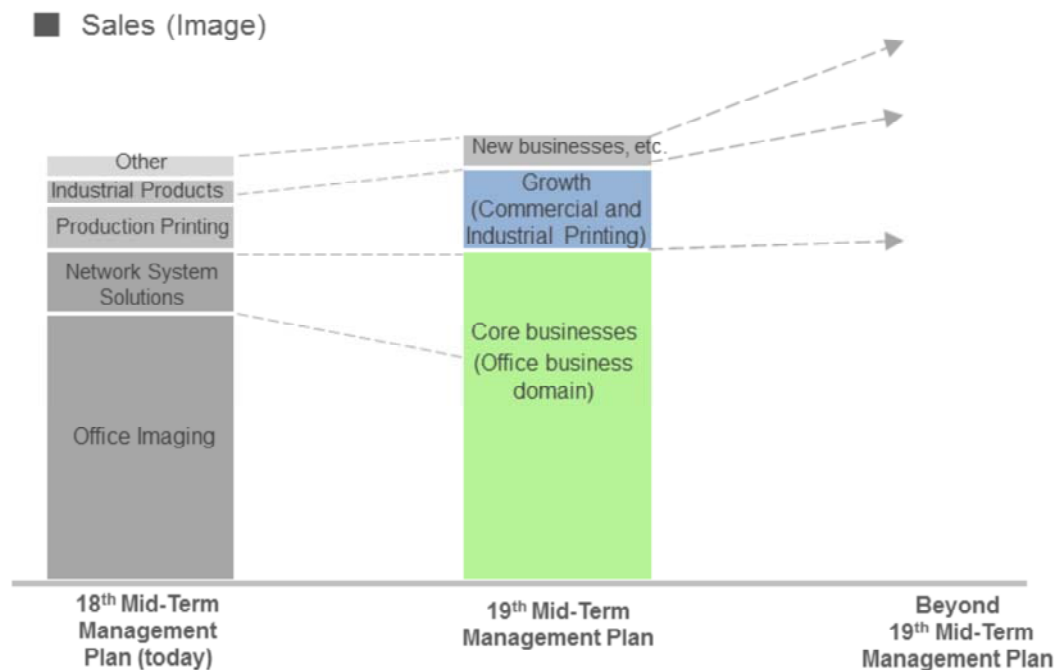 ■ Sales (Image)
Other
Industrial Products
Production Printing
Network System
Solutions
Office Imaging
New businesses, etc.
Growth
(Commercial and
Industrial Printing)
Core businesses
(Office business
domain)
18th Mid-Term
Management
Plan (today)
19th Mid-Term
Management Plan
Beyond
19th Mid-Term
Management Plan